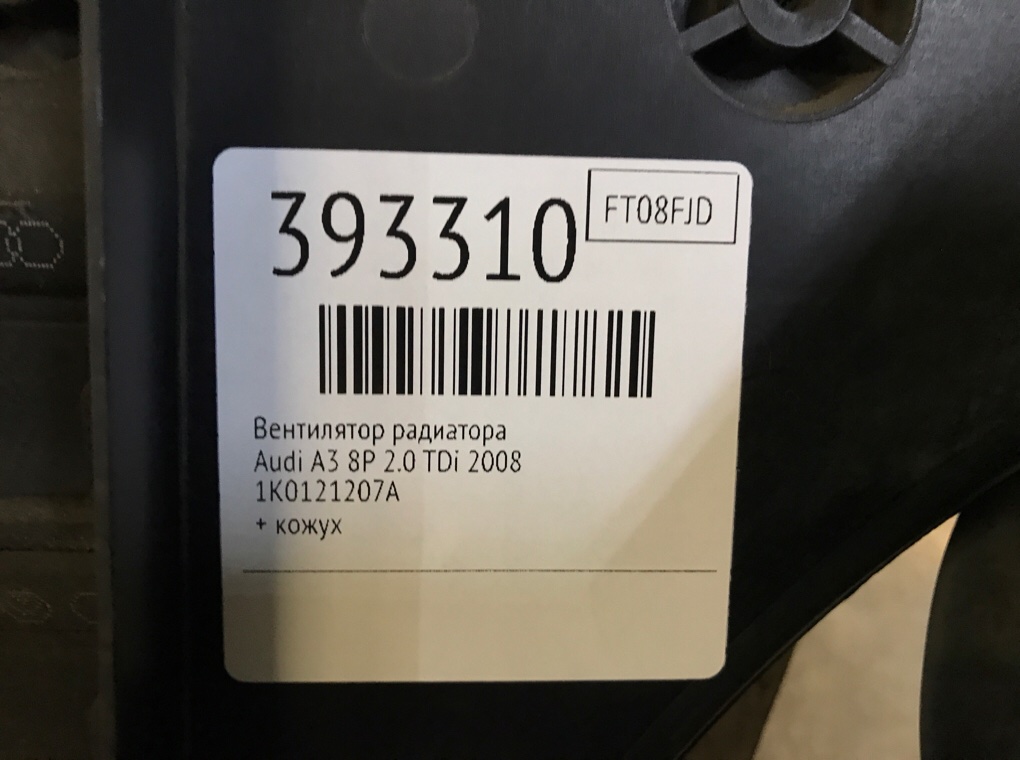 393310
FT08FJD
Вентилятор радиатора
Audi A3 8P 2.0 TDi 2008
1K0121207A
+ кожух